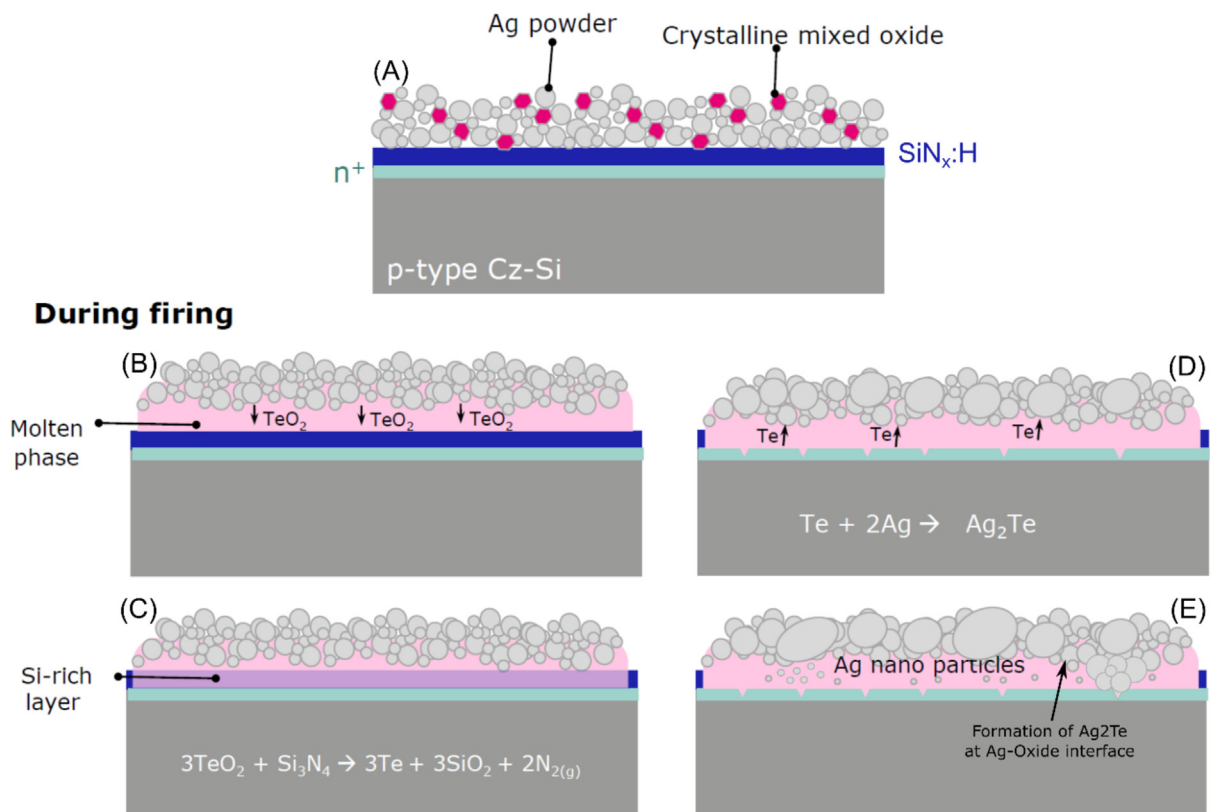 Ag powder
Crystalline mixed oxide
(A)
SiNₓ:H
n⁺
p-type Cz-Si
During firing
(B)
TeO₂
TeO₂
TeO₂
Molten
phase
(D)
Te
Te
Te
Te + 2Ag → Ag₂Te
(C)
Si-rich
layer
3TeO₂ + Si₃N₄ → 3Te + 3SiO₂ + 2N₂₍g₎
(E)
Ag nano particles
Formation of Ag2Te
at Ag-Oxide interface